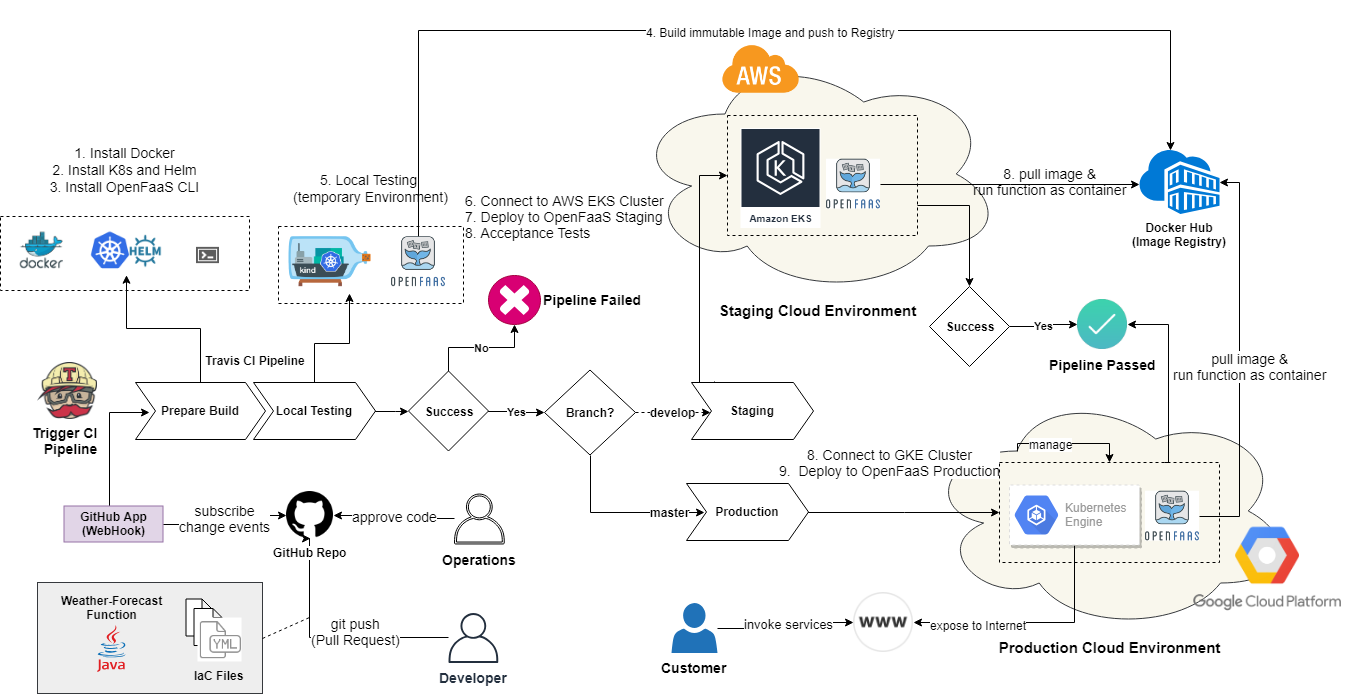 4. Build immutable Image and push to Registry
AWS
1. Install Docker
2. Install K8s and Helm
3. Install OpenFaaS CLI
5. Local Testing
(temporary Environment)
6. Connect to AWS EKS Cluster
7. Deploy to OpenFaaS Staging
8. Acceptance Tests
K
Amazon EKS
OPENFAAS
8. pull image &
run function as container
Docker Hub
(Image Registry)
docker
HELM
kind
OPENFAAS
Pipeline Failed
Staging Cloud Environment
Success
Yes
Pipeline Passed
No
Travis CI Pipeline
pull image &
run function as container
T
Trigger CI
Pipeline
Prepare Build
Local Testing
Success
Yes
Branch?
develop
Staging
8. Connect to GKE Cluster
9. Deploy to OpenFaaS Production
manage
master
Production
Kubernetes
Engine
OPENFAAS
GitHub App
(WebHook)
subscribe
change events
GitHub Repo
approve code
Operations
Google Cloud Platform
Weather-Forecast
Function
Java
YML
IaC Files
git push
(Pull Request)
Developer
Customer
invoke services
www
expose to Internet
Production Cloud Environment